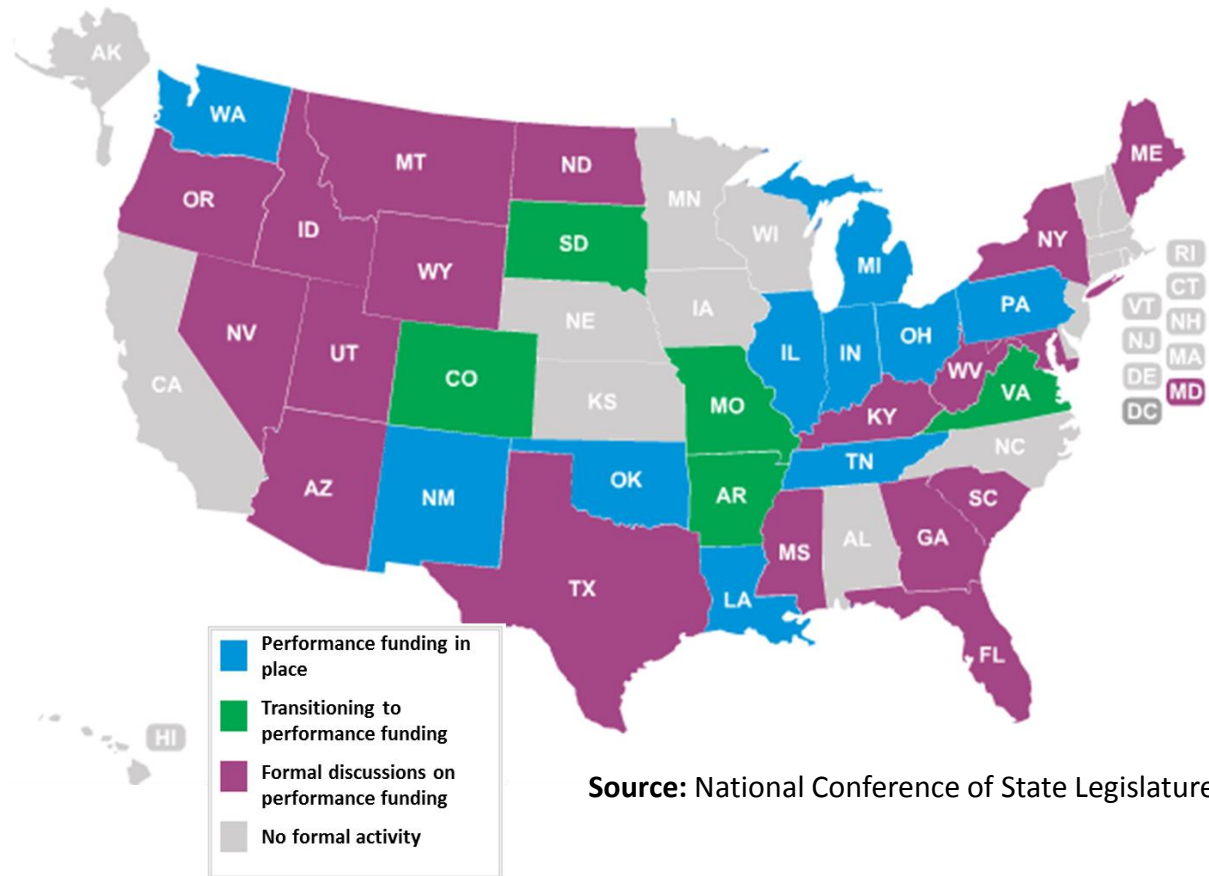 AK
WA
MT
ND
MN
ME
OR
ID
SD
WI
NY
WY
MI
RI
CT
VT
NH
NJ
MA
DE
MD
DC
NV
UT
CO
NE
IA
IL
IN
OH
PA
CA
KS
MO
WV
VA
KY
NC
AZ
NM
OK
AR
TN
SC
MS
AL
GA
TX
LA
FL
HI
Performance funding in
place
Transitioning to
performance funding
Formal discussions on
performance funding
No formal activity
Source: National Conference of State Legislature